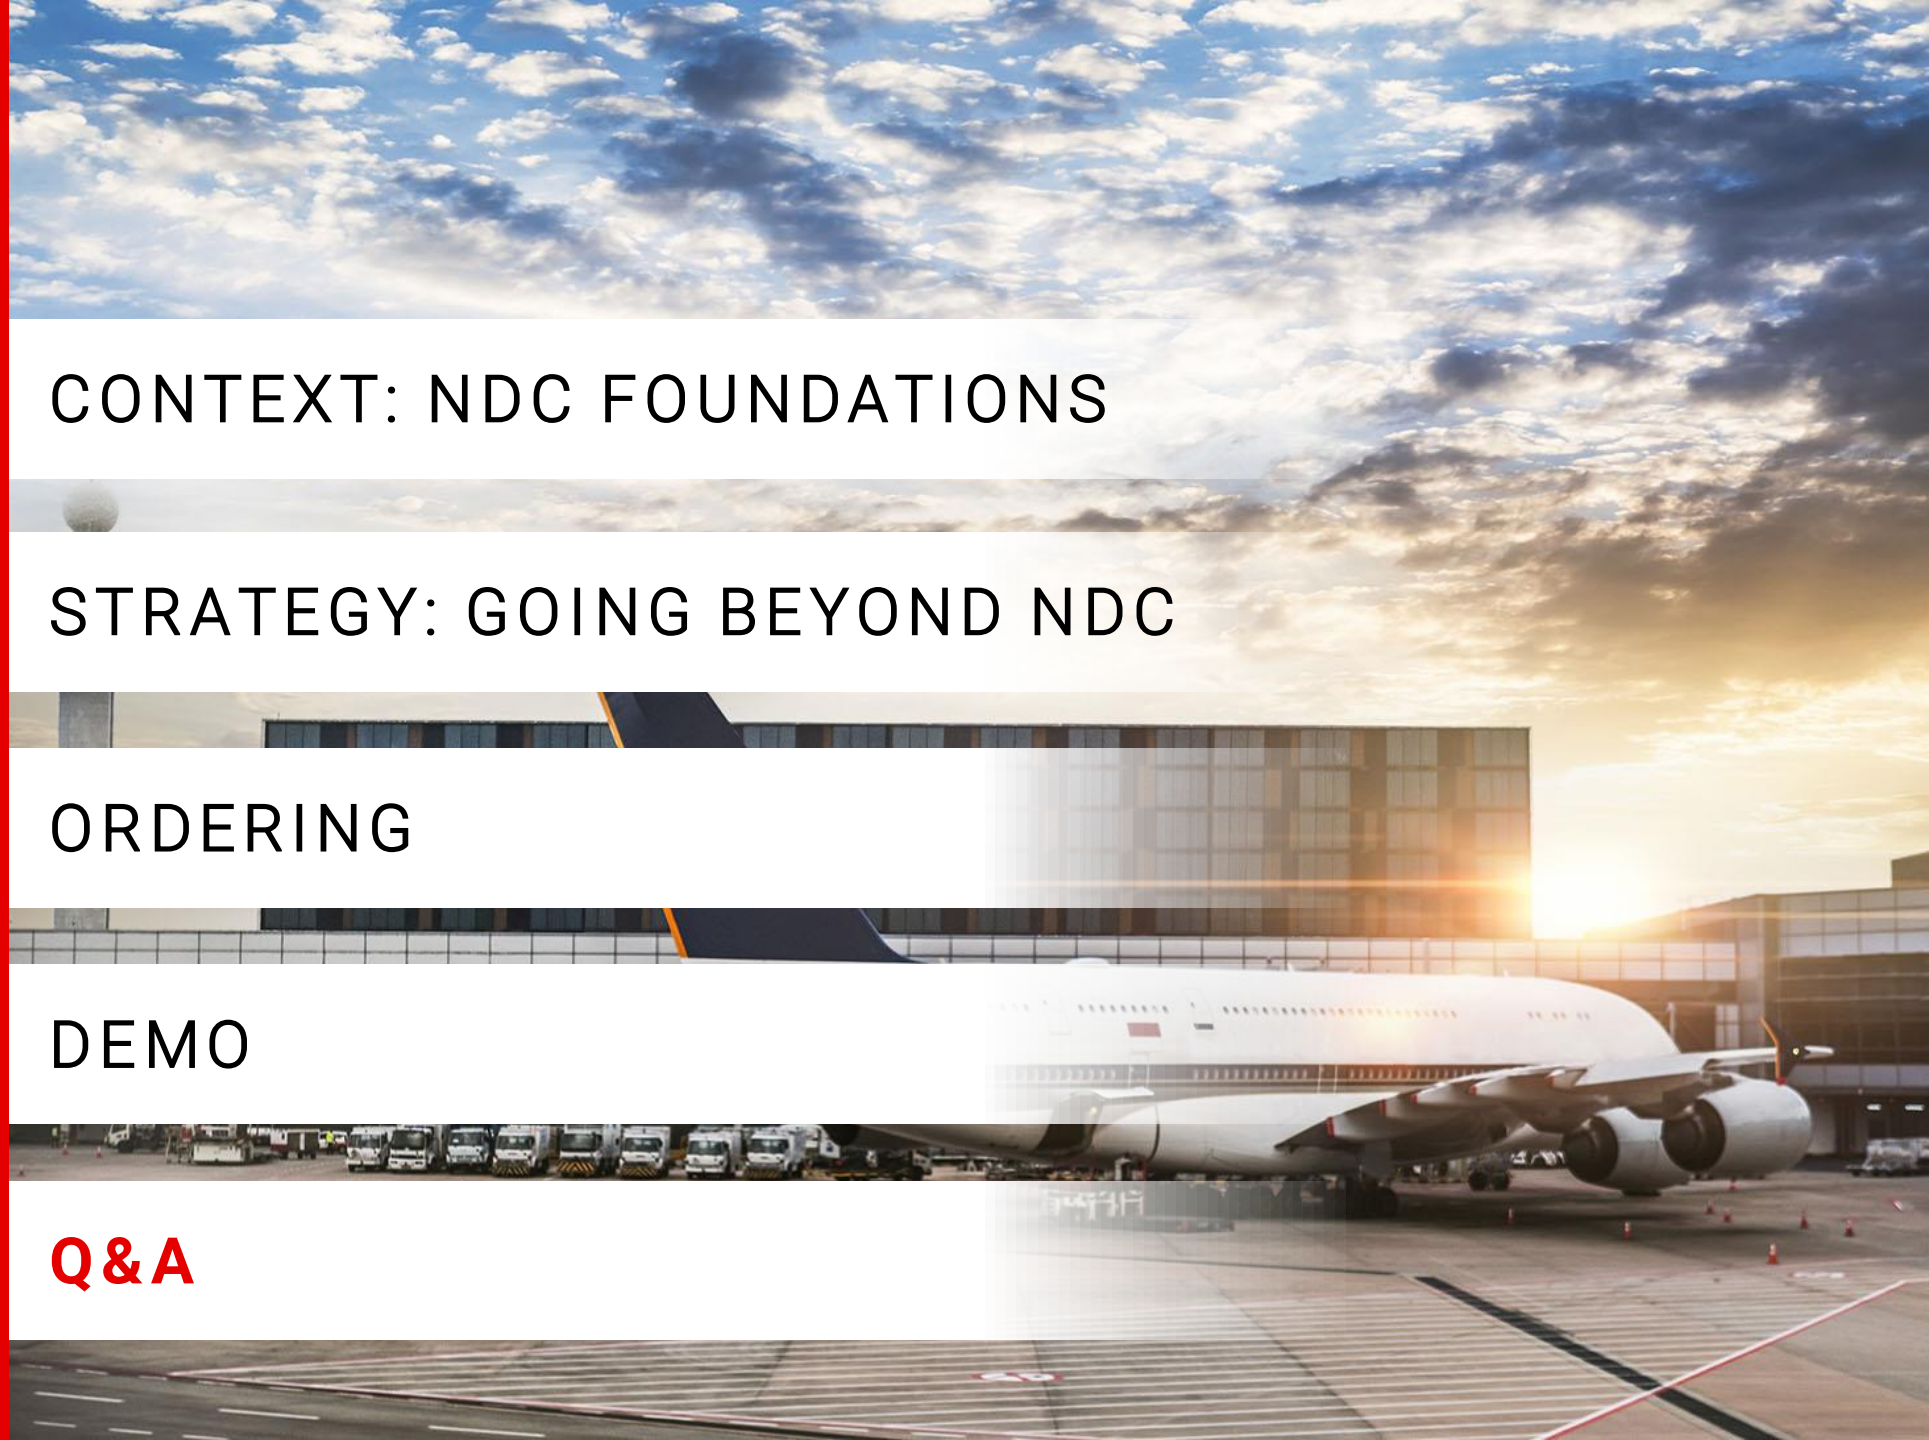 CONTEXT: NDC FOUNDATIONS
STRATEGY: GOING BEYOND NDC
ORDERING
DEMO
Q&A